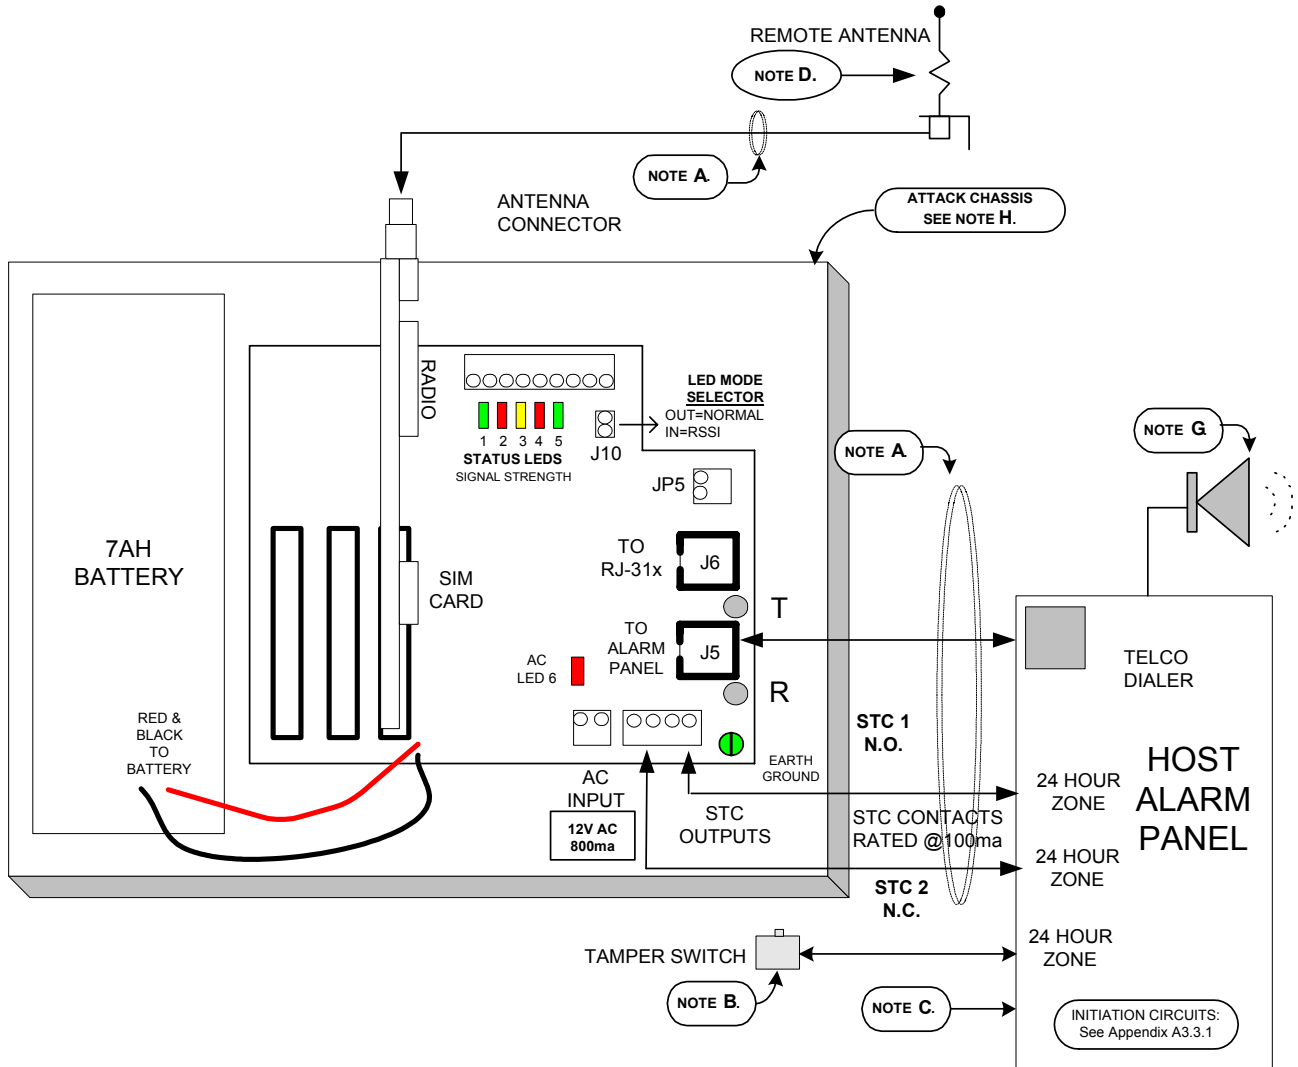 REMOTE ANTENNA
NOTE D.
NOTE A.
ANTENNA
CONNECTOR
ATTACK CHASSIS
SEE NOTE H.
RADIO
LED MODE
SELECTOR
OUT=NORMAL
IN=RSSI
1 2 3 4 5
STATUS LEDS
SIGNAL STRENGTH
J10
JP5
NOTE A.
NOTE G
7AH
BATTERY
SIM
CARD
TO
RJ-31x
J6
T
TO
ALARM
PANEL
J5
R
AC
LED 6
TELCO
DIALER
RED &
BLACK
TO
BATTERY
STC 1
N.O.
EARTH
GROUND
HOST
ALARM
PANEL
AC
INPUT
12V AC
800ma
STC
OUTPUTS
STC CONTACTS
RATED @100ma
24 HOUR
ZONE
24 HOUR
ZONE
STC 2
N.C.
TAMPER SWITCH
24 HOUR
ZONE
NOTE B.
NOTE C.
INITIATION CIRCUITS:
See Appendix A3.3.1